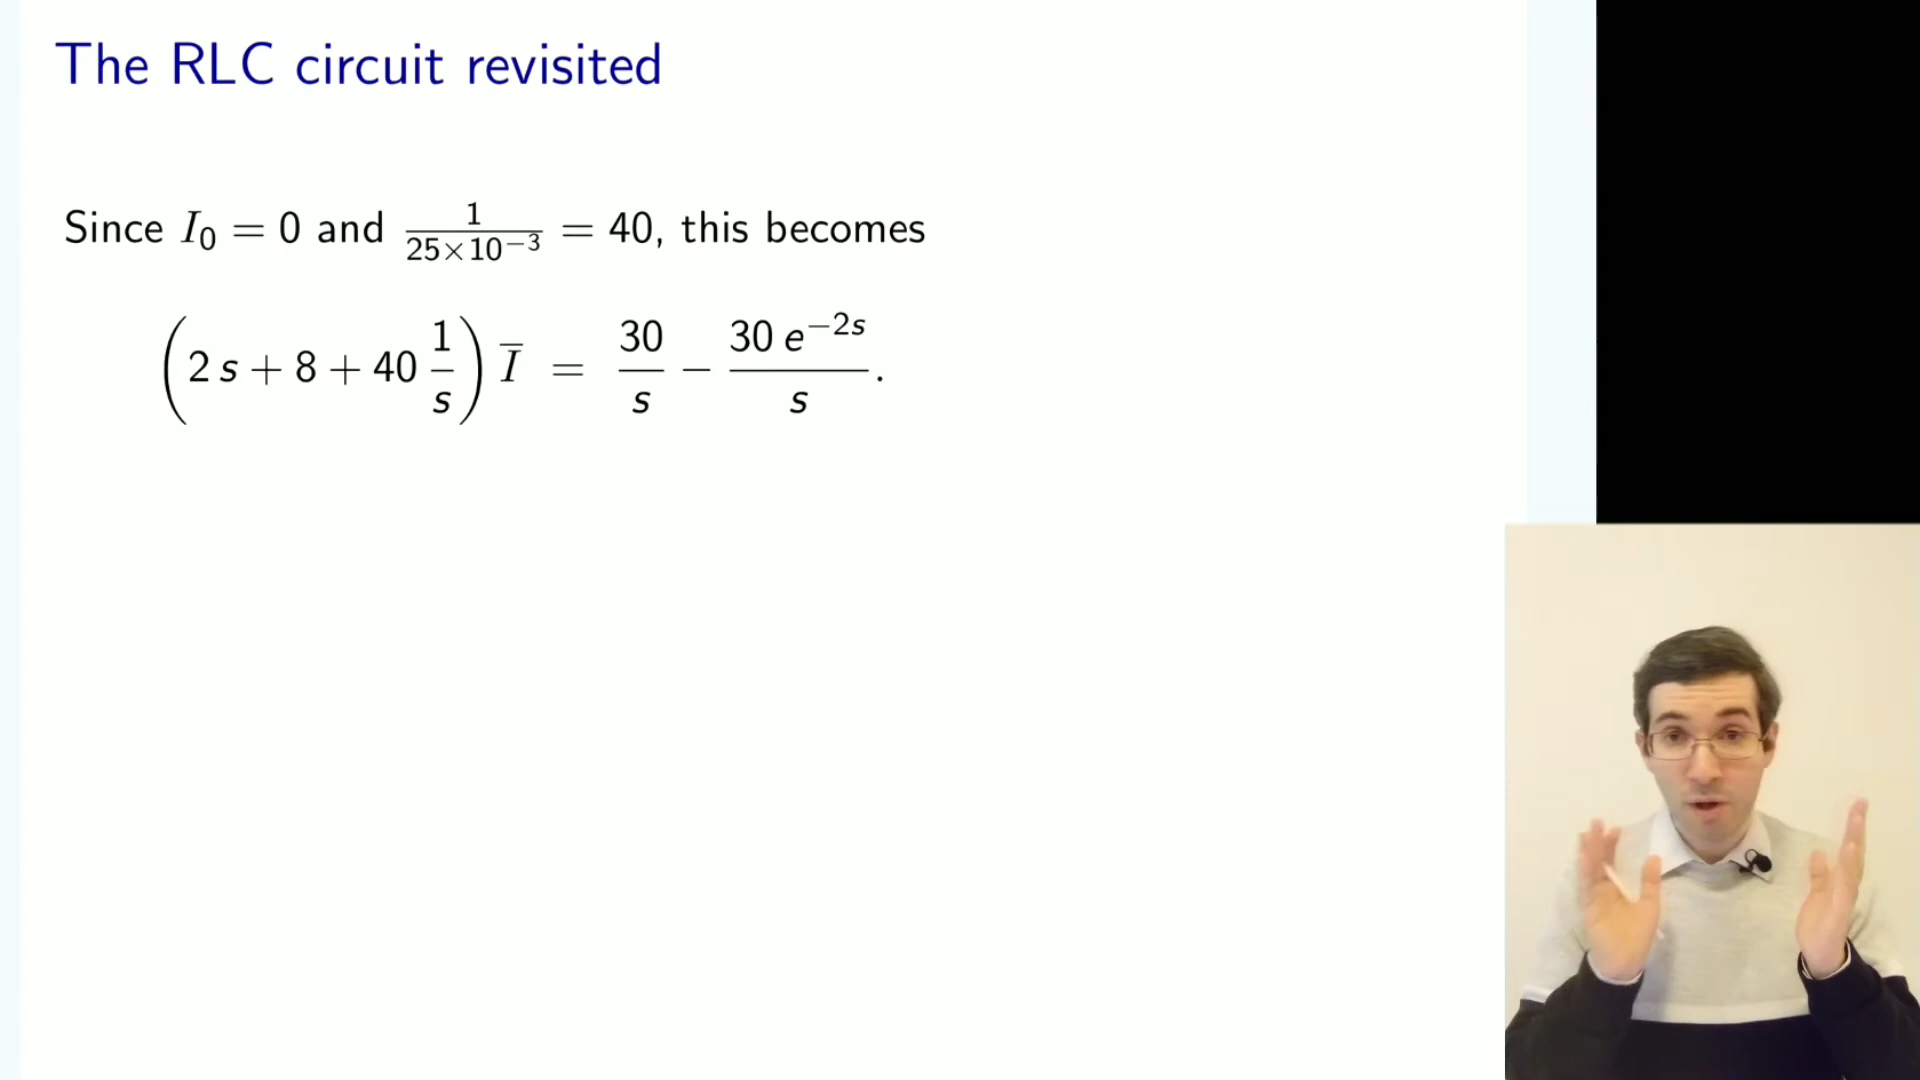 The RLC circuit revisited
Since I₀ = 0 and 1/(25×10⁻³) = 40, this becomes
(2 s + 8 + 40 1/s) I̅ = 30/s − 30 e⁻²ˢ/s.